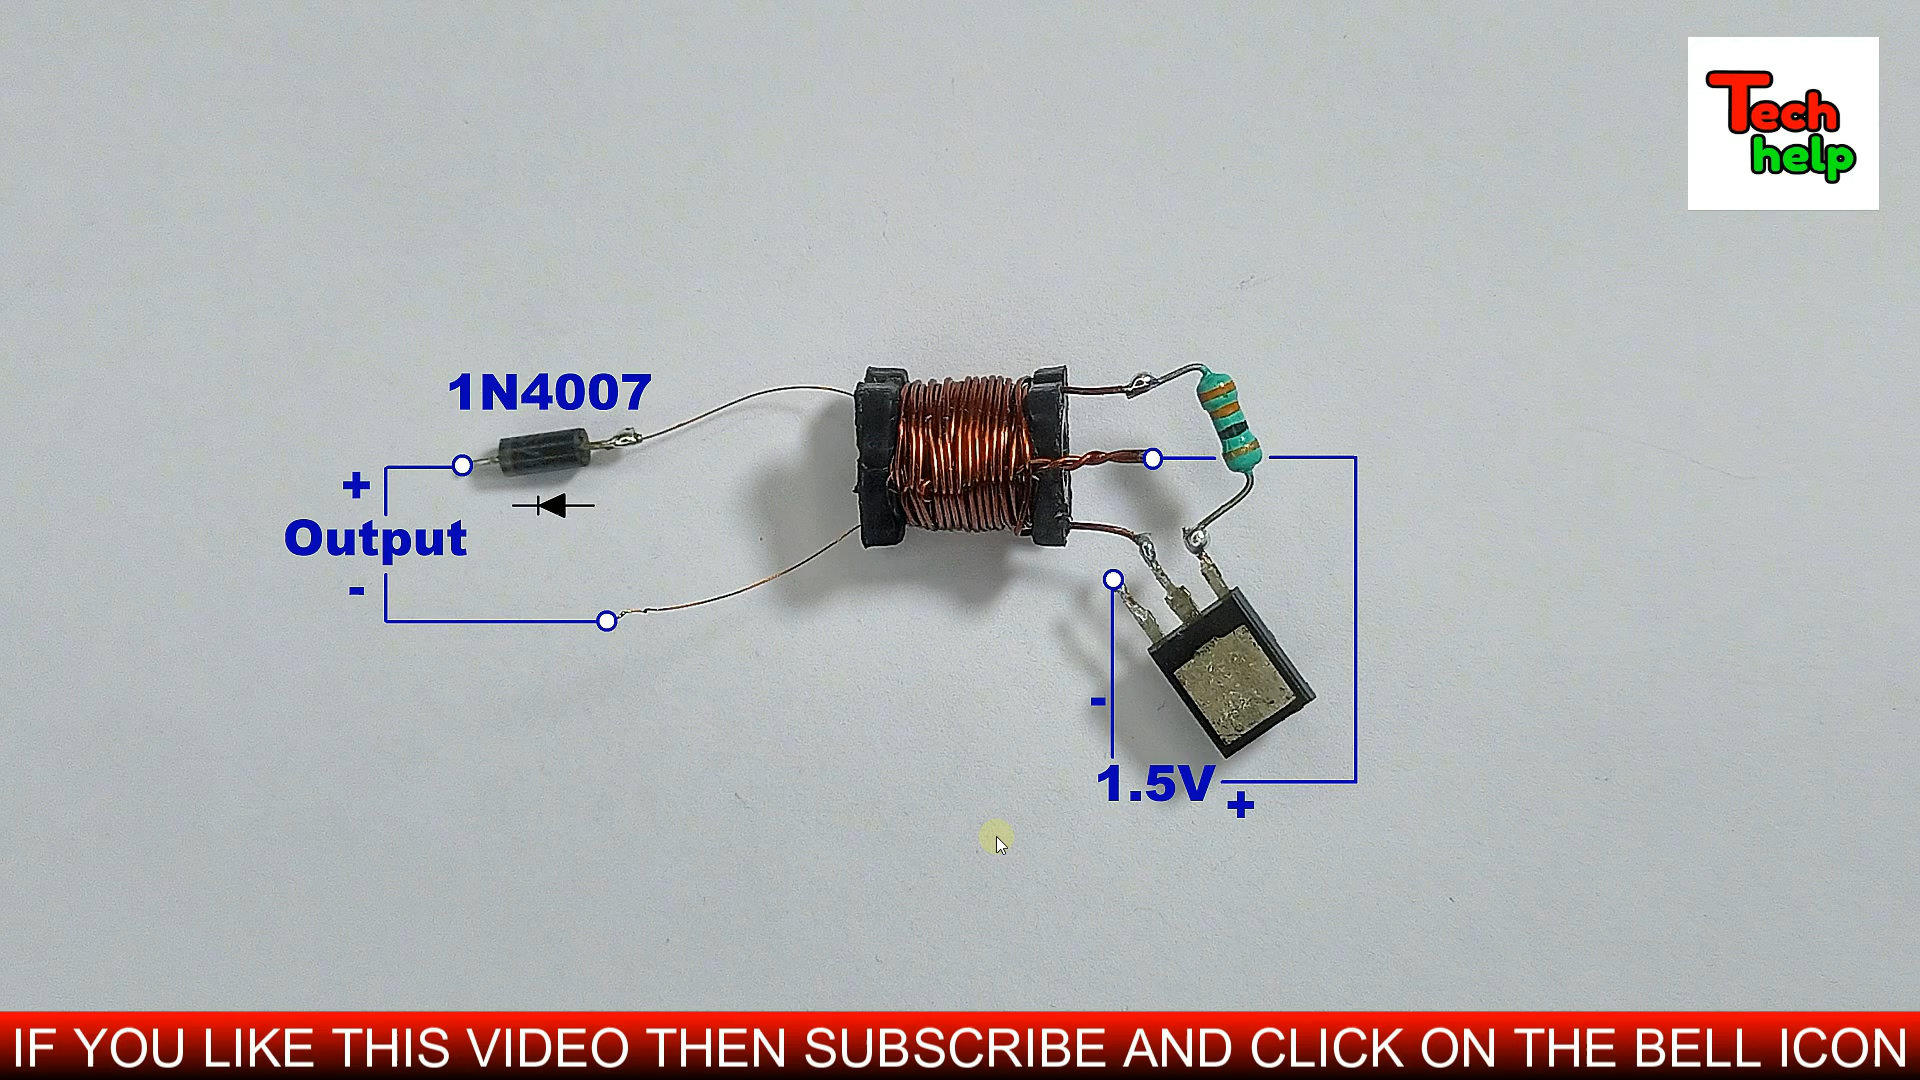 Tech
help
1N4007
+
Output
-
-
1.5V
+
IF YOU LIKE THIS VIDEO THEN SUBSCRIBE AND CLICK ON THE BELL ICON